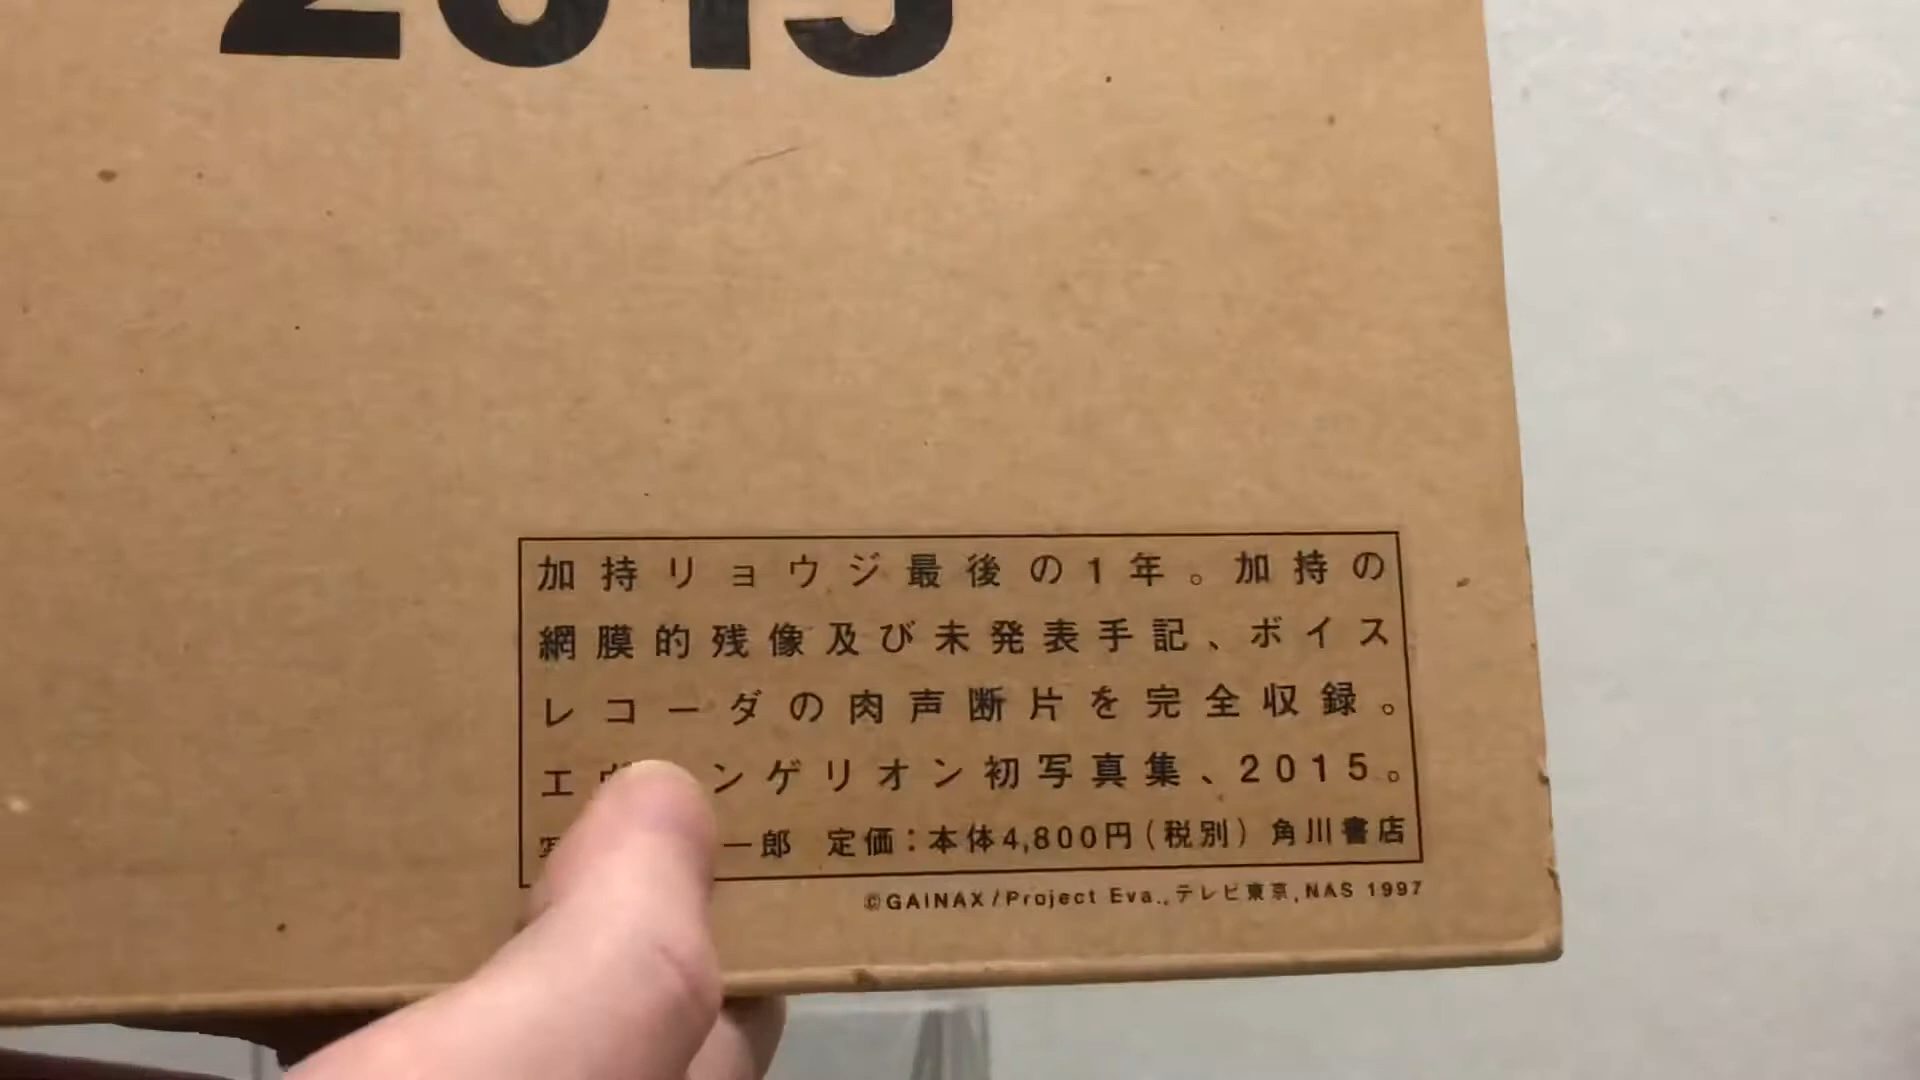 2015
加持リョウジ最後の1年。加持の
網膜的残像及び未発表手記、ボイス
レコーダの肉声断片を完全収録。
エヴンゲリオン初写真集、2015。
一郎 定価：本体4,800円（税別）角川書店
©GAINAX/Project Eva.,テレビ東京,NAS 1997